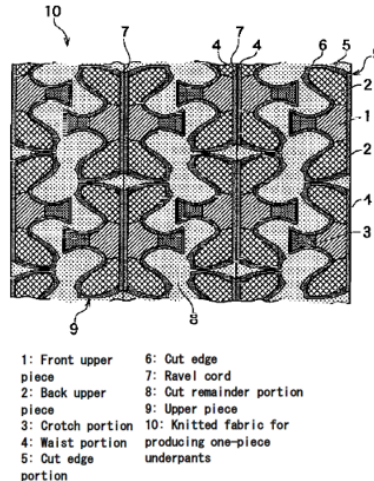 10
7
4
7
4
6
5
2
1
2
4
3
9
8
1: Front upper
piece
2: Back upper
piece
3: Crotch portion
4: Waist portion
5: Cut edge
portion
6: Cut edge
7: Ravel cord
8: Cut remainder portion
9: Upper piece
10: Knitted fabric for
producing one-piece
underpants